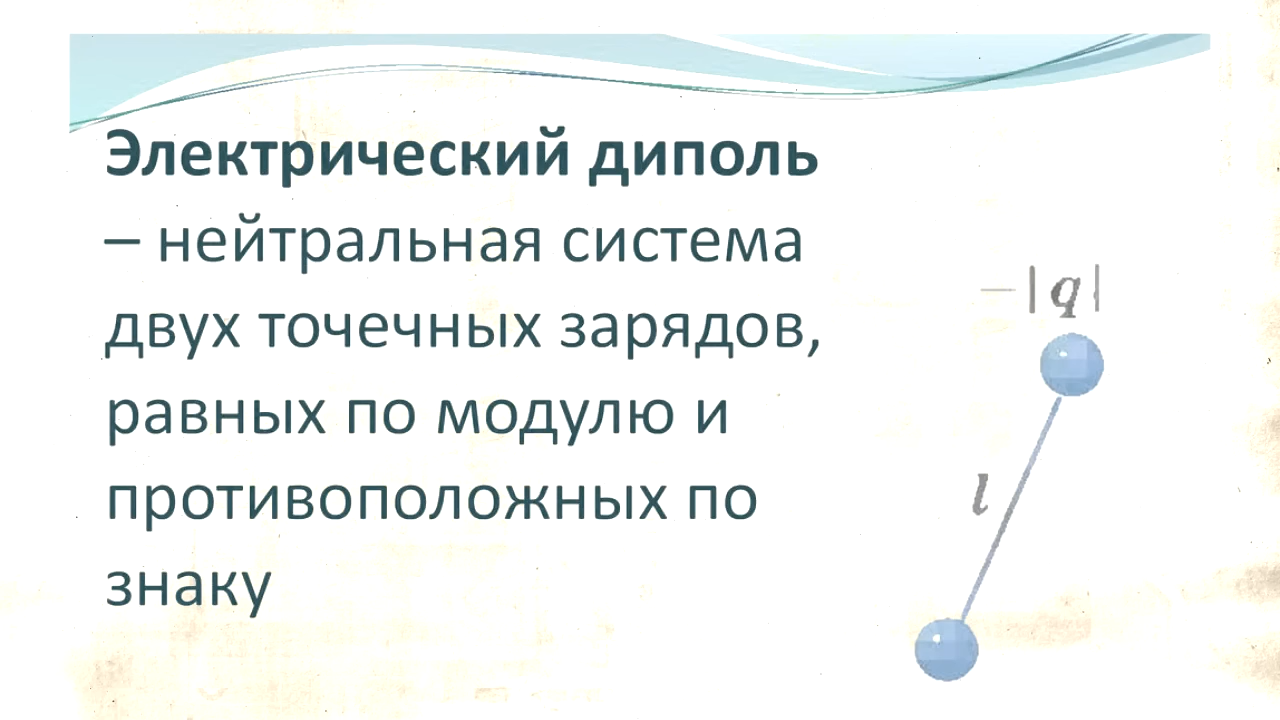 Электрический диполь
– нейтральная система
двух точечных зарядов,
равных по модулю и
противоположных по
знаку
–|q|
l